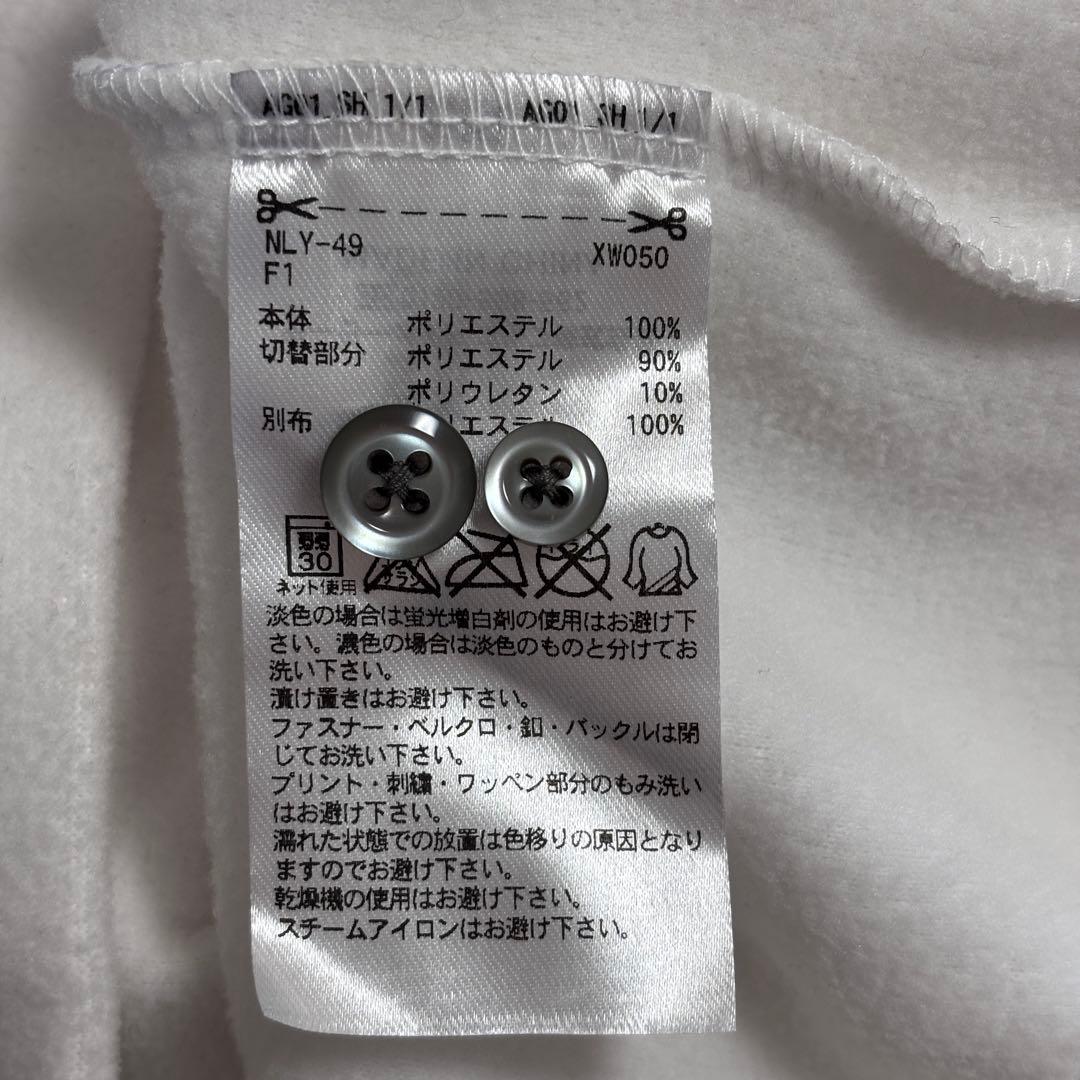 AG01_SH_1/1 AG01_SH_1/1
NLY-49 XW050
F1
本体 ポリエステル 100%
切替部分 ポリエステル 90%
ポリウレタン 10%
別布 ポリエステル 100%
弱弱
30
ネット使用
淡色の場合は蛍光増白剤の使用はお避け下
さい。濃色の場合は淡色のものと分けてお
洗い下さい。
漬け置きはお避け下さい。
ファスナー・ベルクロ・釦・バックルは閉
じてお洗い下さい。
プリント・刺繍・ワッペン部分のもみ洗い
はお避け下さい。
濡れた状態での放置は色移りの原因となり
ますのでお避け下さい。
乾燥機の使用はお避け下さい。
スチームアイロンはお避け下さい。